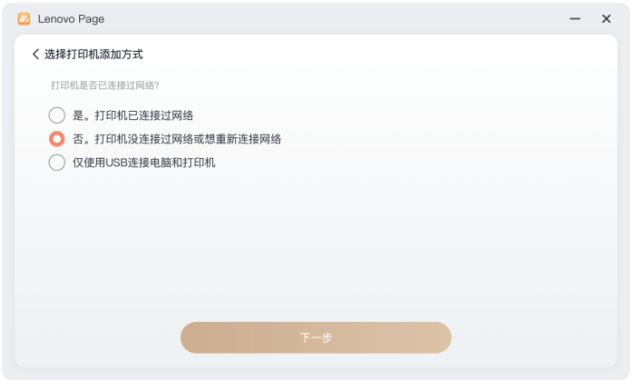 Lenovo Page
选择打印机添加方式
打印机是否已连接过网络?
是。打印机已连接过网络
否。打印机没连接过网络或想重新连接网络
仅使用USB连接电脑和打印机
下一步